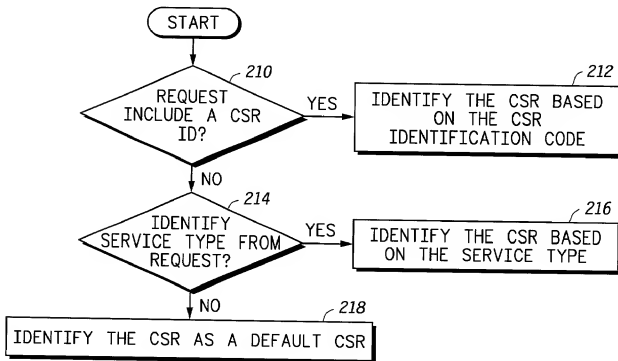 START
210
REQUEST
INCLUDE A CSR
ID?
YES
212
IDENTIFY THE CSR BASED
ON THE CSR
IDENTIFICATION CODE
NO
214
IDENTIFY
SERVICE TYPE FROM
REQUEST?
YES
216
IDENTIFY THE CSR BASED
ON THE SERVICE TYPE
NO
218
IDENTIFY THE CSR AS A DEFAULT CSR